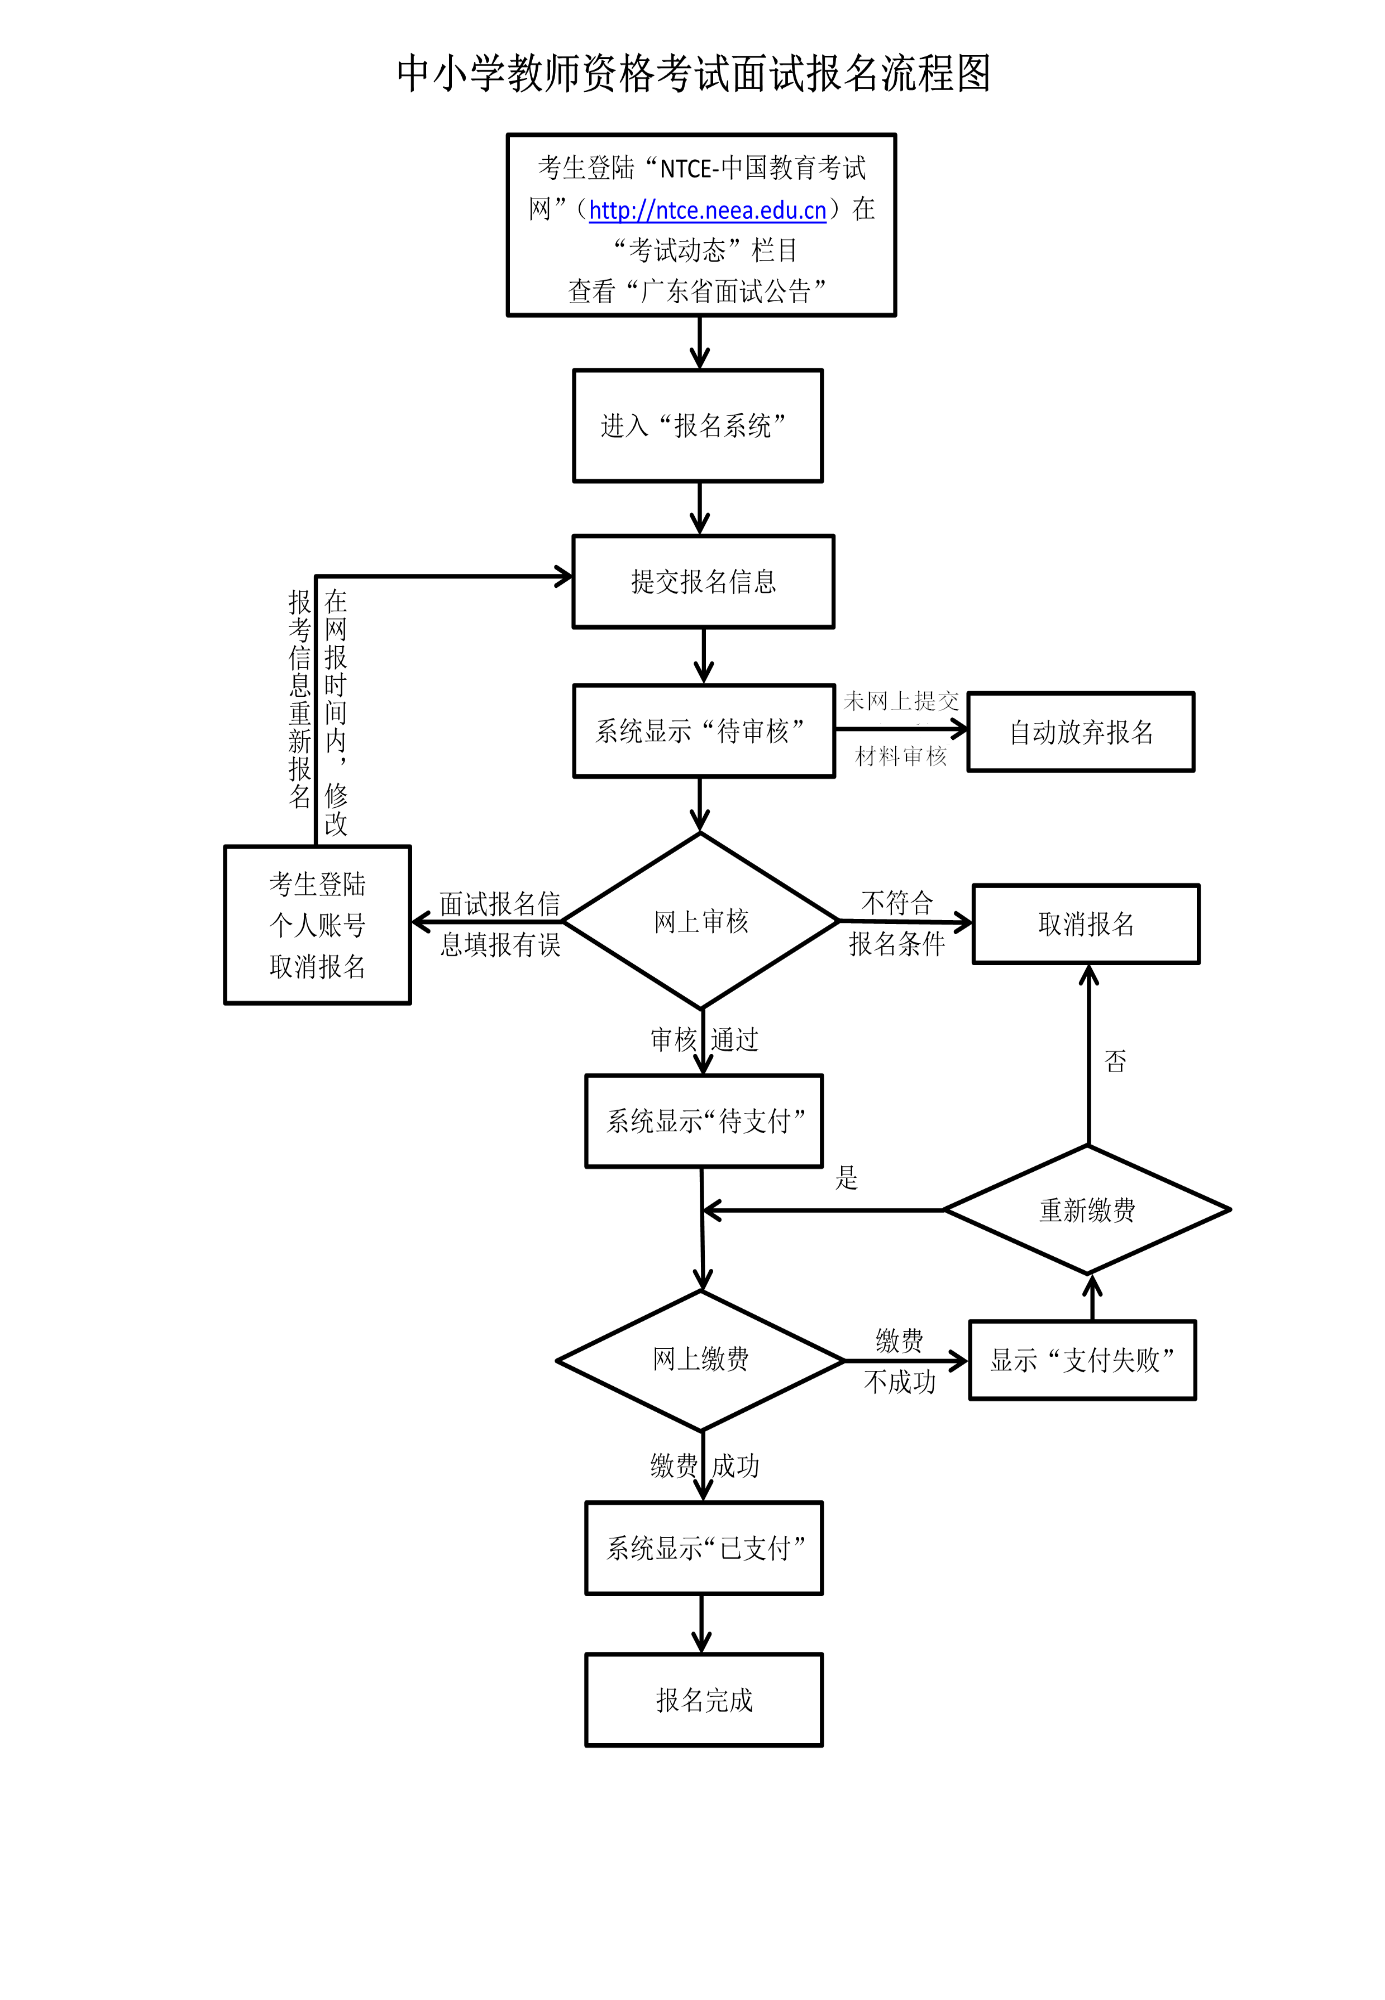 中小学教师资格考试面试报名流程图
考生登陆“NTCE-中国教育考试
网”（http://ntce.neea.edu.cn）在
“考试动态”栏目
查看“广东省面试公告”
进入“报名系统”
提交报名信息
在网报时间内，修改
报考信息重新报名
系统显示“待审核”
未网上提交
材料审核
自动放弃报名
考生登陆
个人账号
取消报名
面试报名信
息填报有误
网上审核
不符合
报名条件
取消报名
审核 通过
否
系统显示“待支付”
是
重新缴费
网上缴费
缴费
不成功
显示“支付失败”
缴费 成功
系统显示“已支付”
报名完成